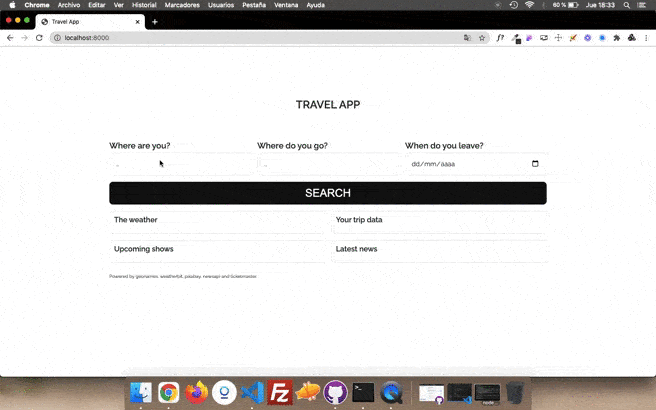 Chrome Archivo Editar Ver Historial Marcadores Usuarios Pestaña Ventana Ayuda 60 % Jue 18:33
Travel App
localhost:8000
TRAVEL APP
Where are you? Where do you go? When do you leave?
dd/mm/aaaa
SEARCH
The weather Your trip data
Upcoming shows Latest news
Powered by geonames, weatherbit, pixabay, newsapi and ticketmaster